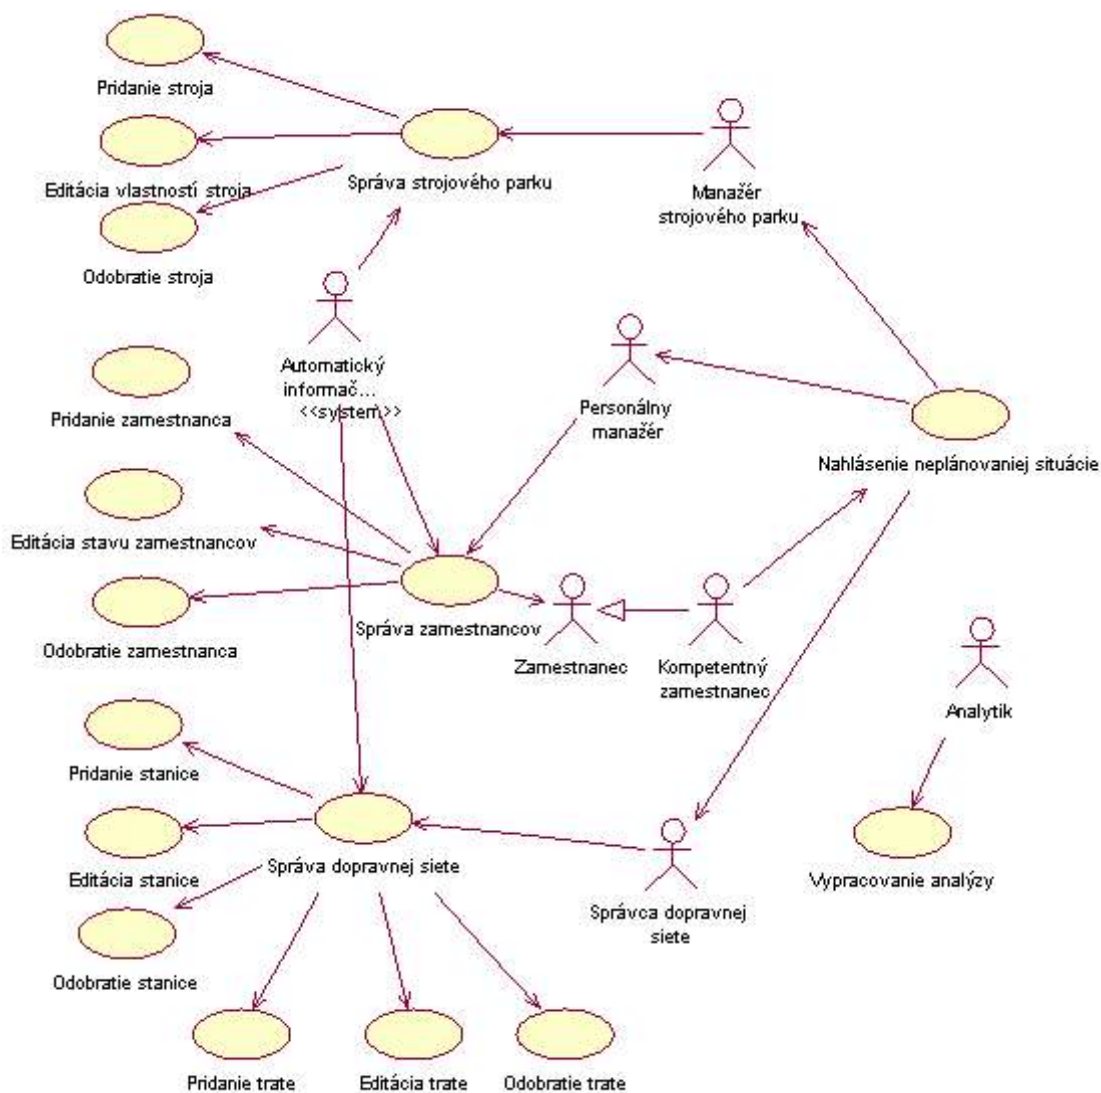 Pridanie stroja
Editácia vlastností stroja
Správa strojového parku
Manažér
strojového parku
Odobratie stroja
Automatický
informač...
<<system>>
Pridanie zamestnanca
Personálny
manažér
Nahlásenie neplánovaniej situácie
Editácia stavu zamestnancov
Správa zamestnancov
Odobratie zamestnanca
Zamestnanec
Kompetentný
zamestnanec
Analytik
Pridanie stanice
Editácia stanice
Správa dopravnej siete
Vypracovanie analýzy
Správca dopravnej
siete
Odobratie stanice
Pridanie trate
Editácia trate
Odobratie trate